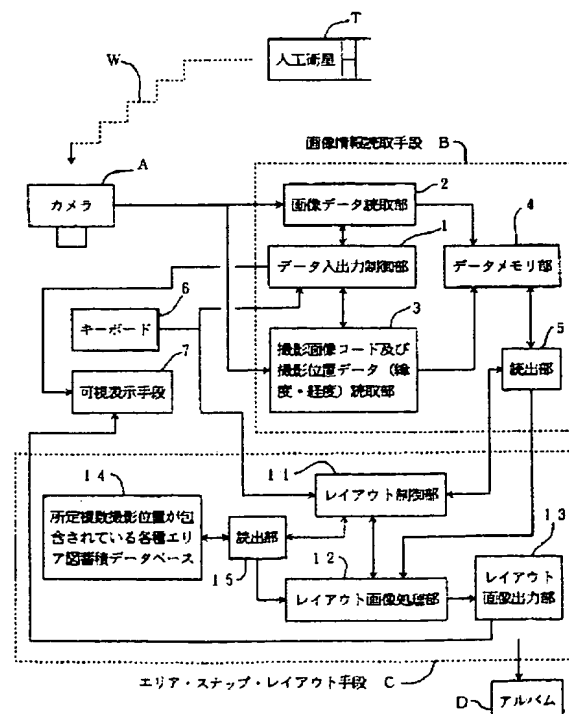 T
人工衛星
W
画像情報読取手段 B
A
カメラ
2
画像データ読取部
4
データメモリ部
1
データ入出力制御部
6
キーボード
3
撮影画像コード及び
撮影位置データ（緯
度・経度）読取部
5
読出部
7
可視表示手段
11
レイアウト制御部
14
所定複数撮影位置が包
含されている各種エリ
ア図蓄積データベース
読出部
15
12
レイアウト画像処理部
13
レイアウト
画像出力部
エリア・スナップ・レイアウト手段 C
D
アルバム